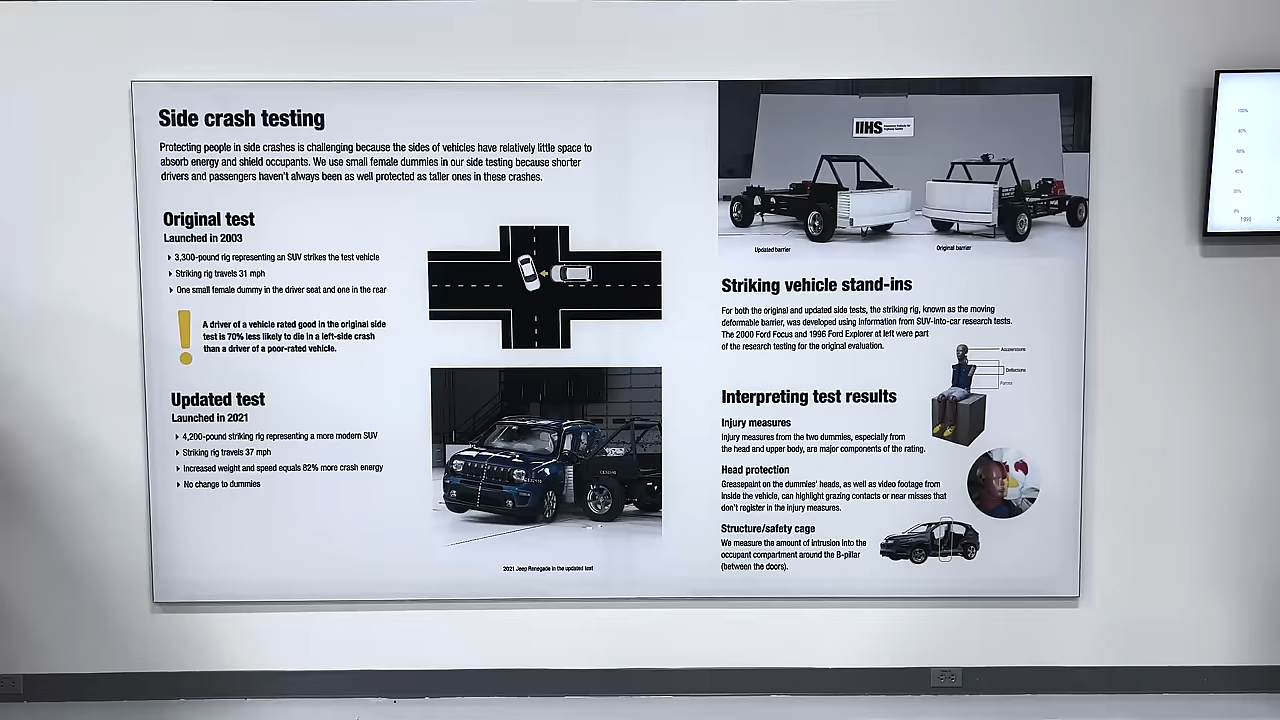 Side crash testing
Protecting people in side crashes is challenging because the sides of vehicles have relatively little space to
absorb energy and shield occupants. We use small female dummies in our side testing because shorter
drivers and passengers haven't always been as well protected as taller ones in these crashes.
Original test
Launched in 2003
3,300-pound rig representing an SUV strikes the test vehicle
Striking rig travels 31 mph
One small female dummy in the driver seat and one in the rear
A driver of a vehicle rated good in the original side
test is 70% less likely to die in a left-side crash
than a driver of a poor-rated vehicle.
Updated test
Launched in 2021
4,200-pound striking rig representing a more modern SUV
Striking rig travels 37 mph
Increased weight and speed equals 82% more crash energy
No change to dummies
2021 Jeep Renegade in the updated test
IIHS
Updated barrier
Original barrier
Striking vehicle stand-ins
For both the original and updated side tests, the striking rig, known as the moving
deformable barrier, was developed using information from SUV-into-car research tests.
The 2000 Ford Focus and 1996 Ford Explorer at left were part
of the research testing for the original evaluation.
Accelerations
Deflections
Forces
Interpreting test results
Injury measures
Injury measures from the two dummies, especially from
the head and upper body, are major components of the rating.
Head protection
Greasepaint on the dummies' heads, as well as video footage from
inside the vehicle, can highlight grazing contacts or near misses that
don't register in the injury measures.
Structure/safety cage
We measure the amount of intrusion into the
occupant compartment around the B-pillar
(between the doors).
100%
80%
60%
40%
20%
0%